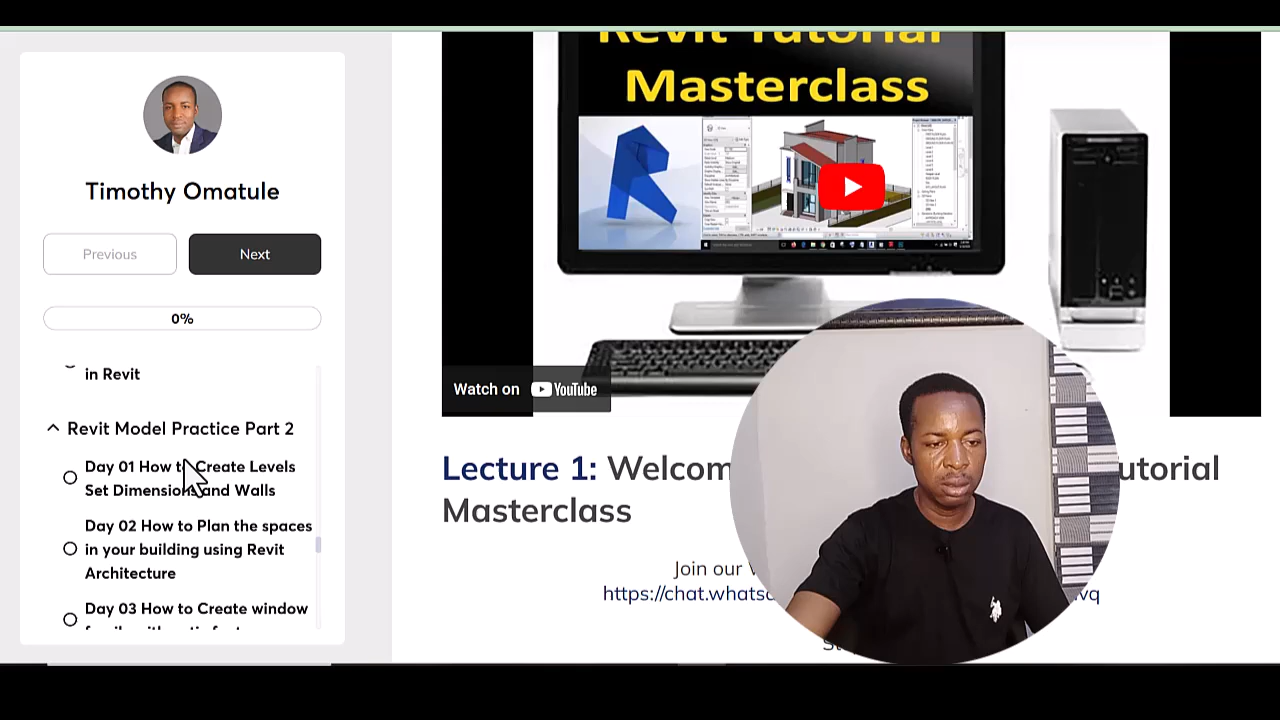 Revit Tutorial
Masterclass
Timothy Omatule
Previous
Next
0%
in Revit
Revit Model Practice Part 2
Day 01 How to Create Levels
Set Dimensions and Walls
Day 02 How to Plan the spaces
in your building using Revit
Architecture
Day 03 How to Create window
Watch on YouTube
Lecture 1: Welcom utorial
Masterclass
Join our
https://chat.whatsa